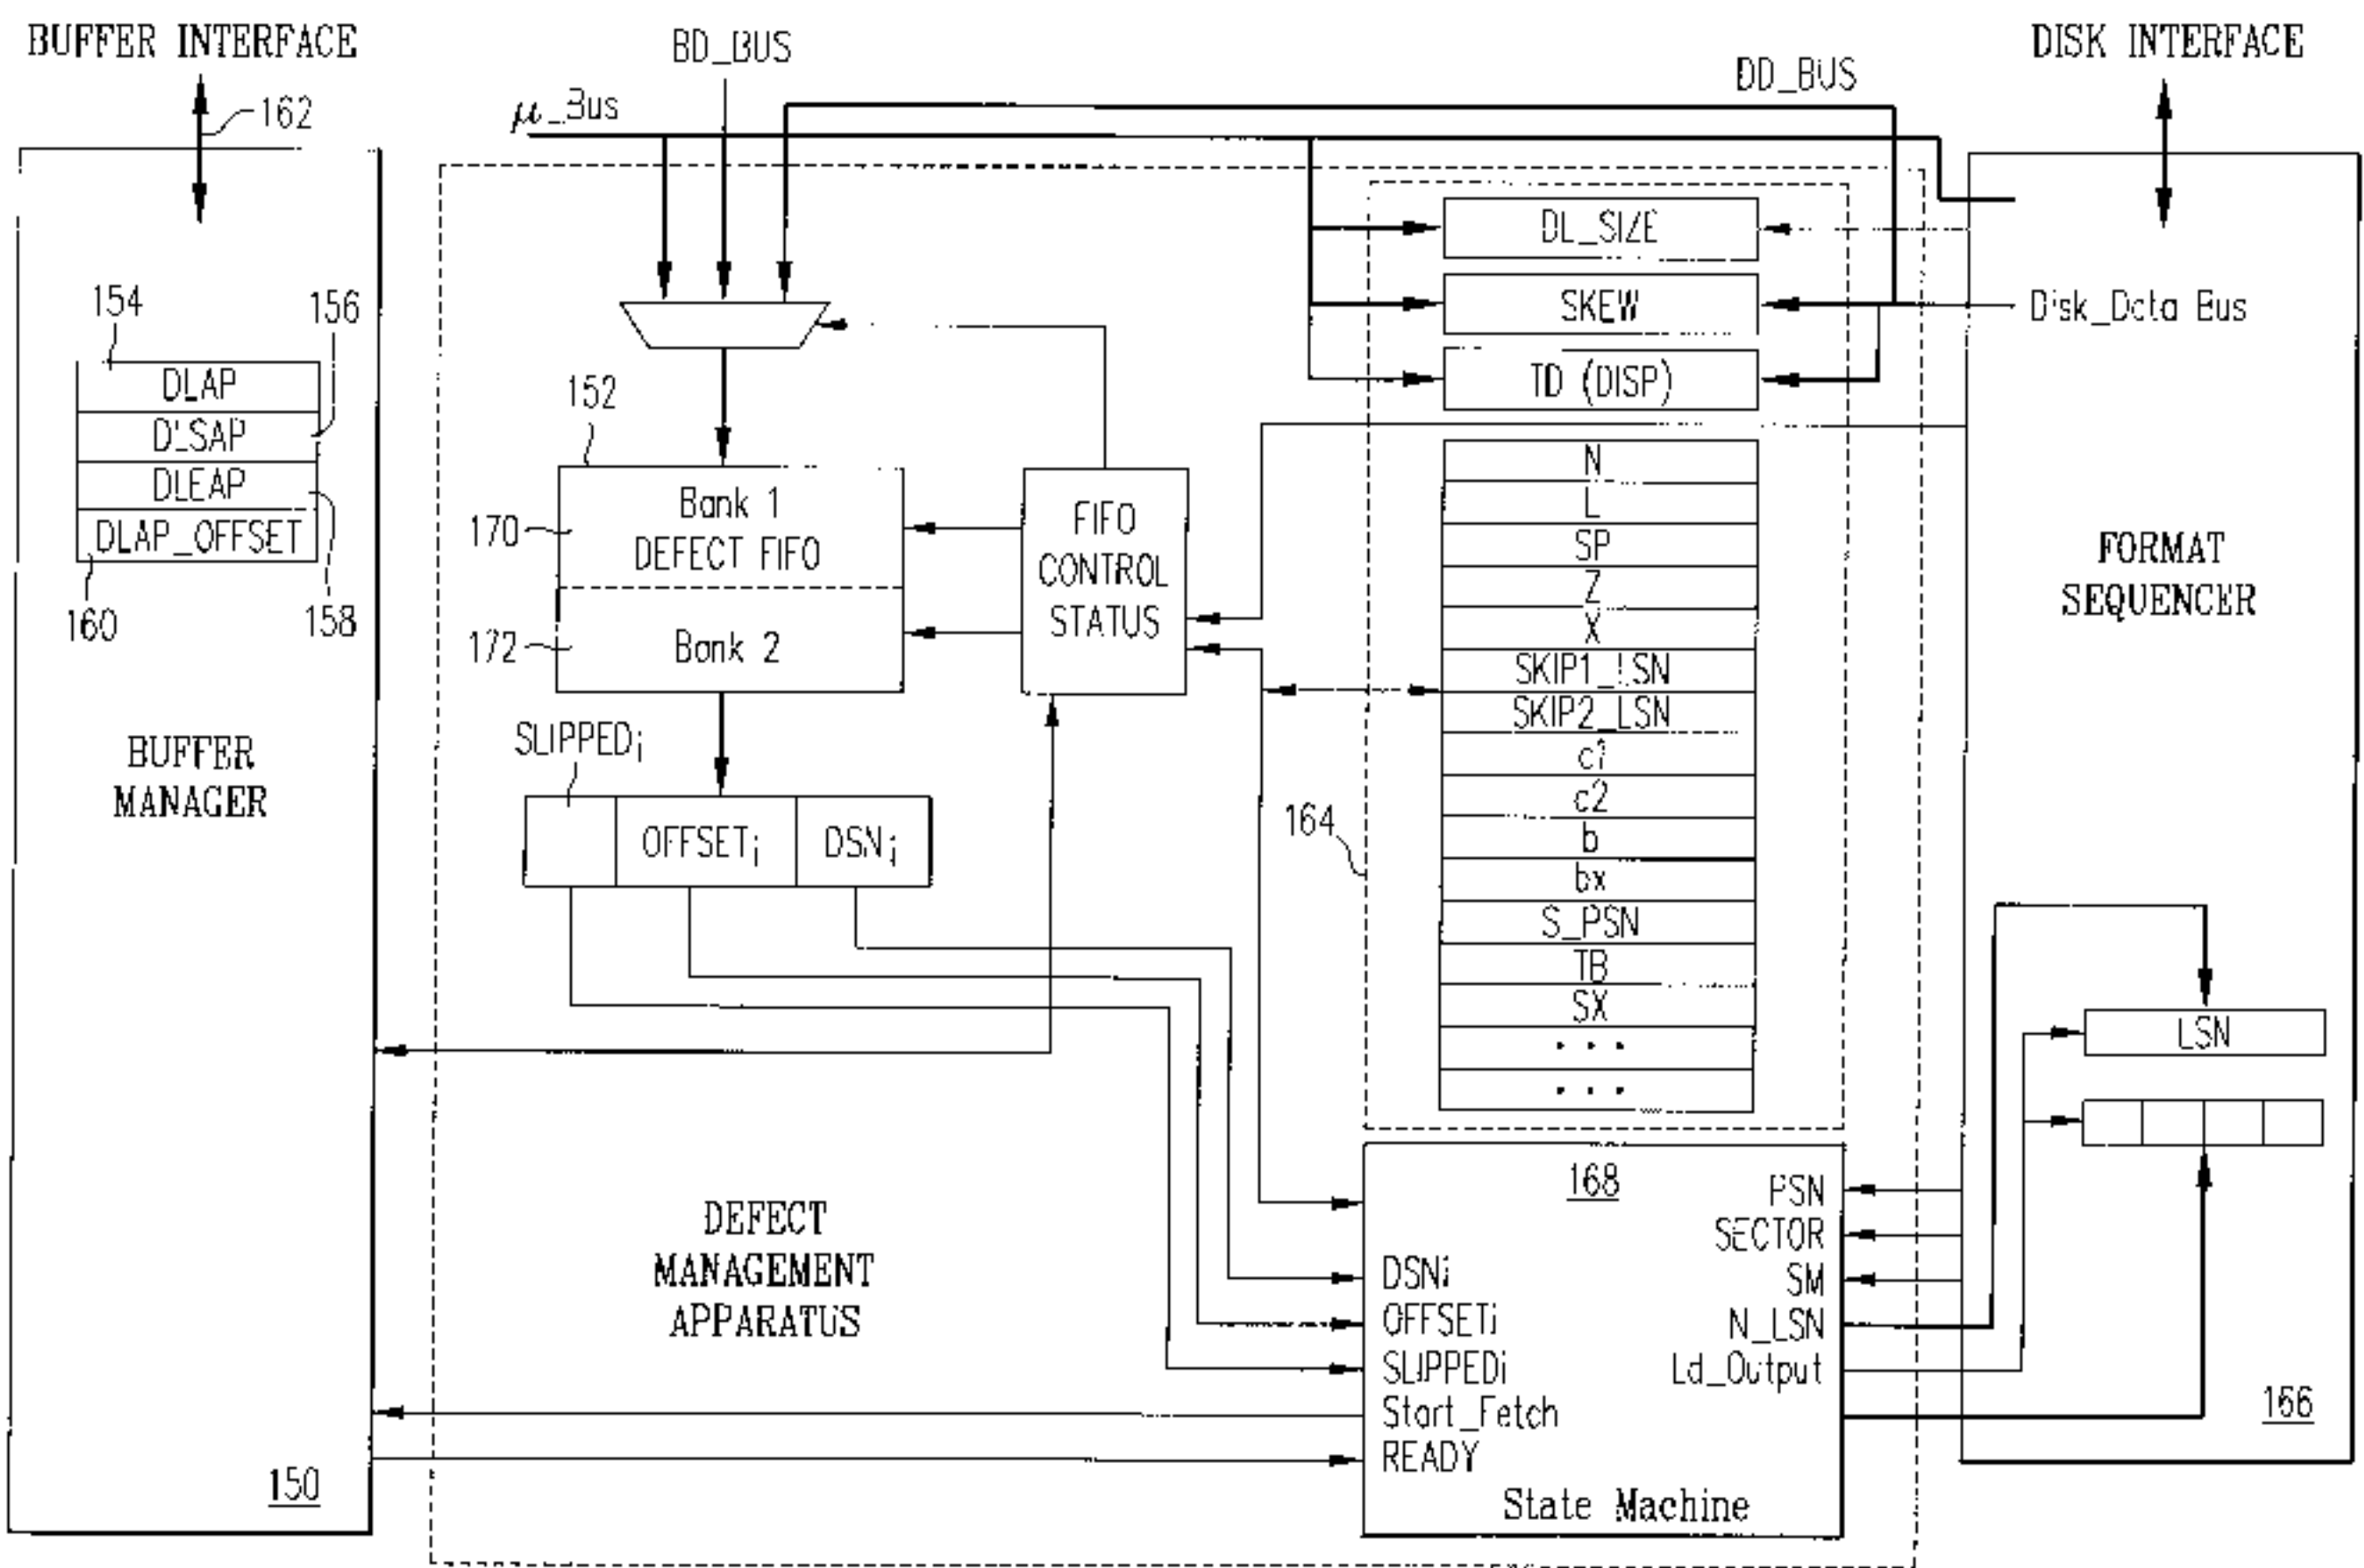 BUFFER INTERFACE
162
BD_BUS
μ_Bus
DD_BUS
DISK INTERFACE
154
156
DLAP
DLSAP
DLEAP
DLAP_OFFSET
160
158
BUFFER
MANAGER
150
152
170
Bank 1
DEFECT FIFO
172
Bank 2
FIFO
CONTROL
STATUS
SLIPPEDi
OFFSETi
DSNi
DEFECT
MANAGEMENT
APPARATUS
DL_SIZE
SKEW
TD (DISP)
N
L
SP
Z
X
SKIP1_LSN
SKIP2_LSN
c1
c2
b
bx
S_PSN
TB
SX
...
...
164
168
PSN
SECTOR
SM
N_LSN
Ld_Output
DSNi
OFFSETi
SLIPPEDi
Start_Fetch
READY
State Machine
Disk_Data Bus
FORMAT
SEQUENCER
LSN
166